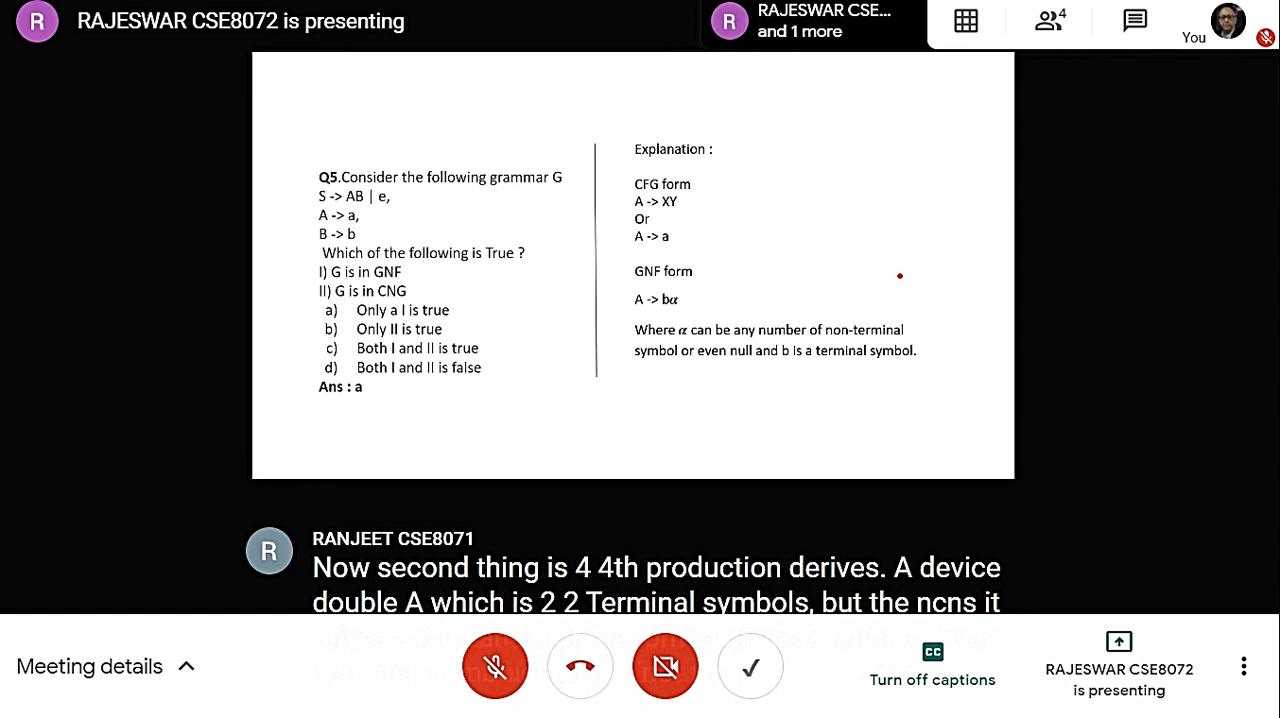 R
RAJESWAR CSE8072 is presenting
R
RAJESWAR CSE...
and 1 more
4
You
Q5.Consider the following grammar G
S -> AB | e,
A -> a,
B -> b
Which of the following is True ?
I) G is in GNF
II) G is in CNG
a) Only a I is true
b) Only II is true
c) Both I and II is true
d) Both I and II is false
Ans : a
Explanation :
CFG form
A -> XY
Or
A -> a
GNF form
A -> bα
Where α can be any number of non-terminal
symbol or even null and b is a terminal symbol.
R
RANJEET CSE8071
Now second thing is 4 4th production derives. A device
double A which is 2 2 Terminal symbols, but the ncns it
Meeting details
CC
Turn off captions
RAJESWAR CSE8072
is presenting